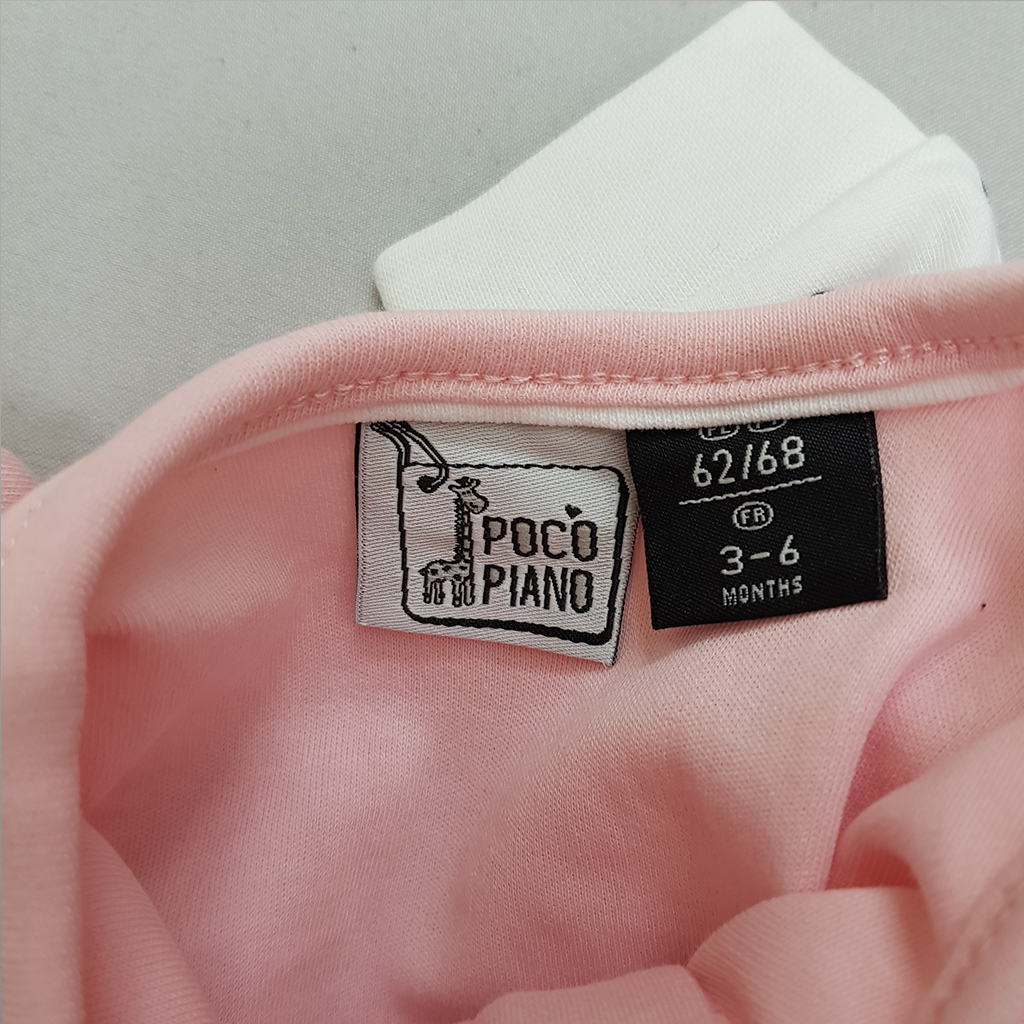 POCO
PIANO
62/68
FR
3-6
MONTHS